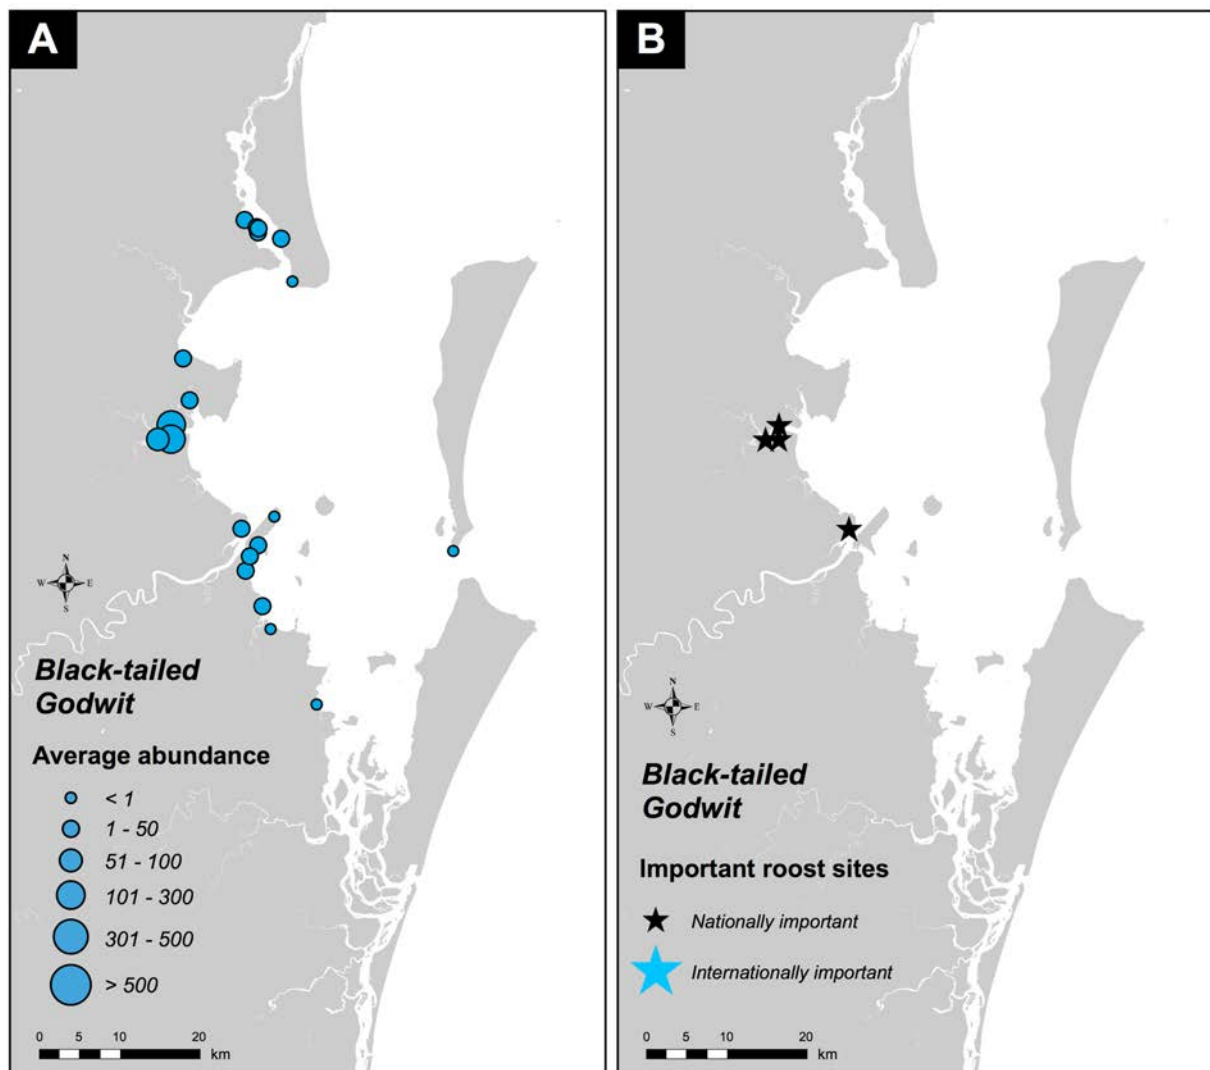 A
N
W E
S
Black-tailed
Godwit
Average abundance
< 1
1 - 50
51 - 100
101 - 300
301 - 500
> 500
0 5 10 20
km
B
N
W E
S
Black-tailed
Godwit
Important roost sites
Nationally important
Internationally important
0 5 10 20
km